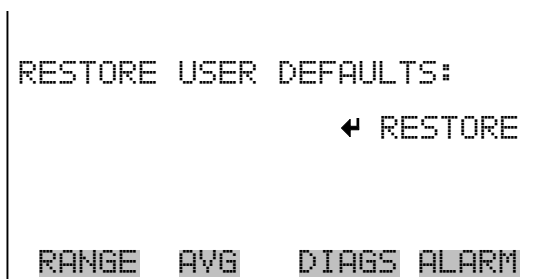 RESTORE USER DEFAULTS:
↵ RESTORE
RANGE AVG DIAGS ALARM